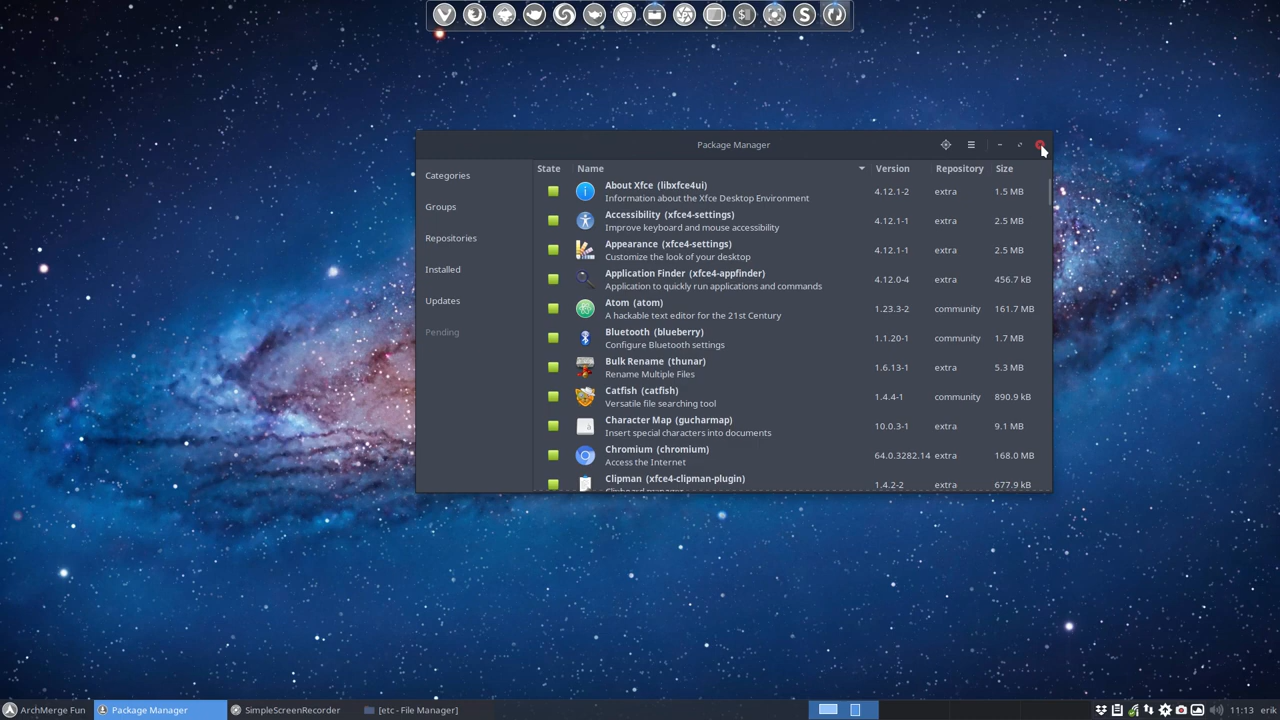 Package Manager
Categories
Groups
Repositories
Installed
Updates
Pending
State Name Version Repository Size
About Xfce (libxfce4ui) 4.12.1-2 extra 1.5 MB
Information about the Xfce Desktop Environment
Accessibility (xfce4-settings) 4.12.1-1 extra 2.5 MB
Improve keyboard and mouse accessibility
Appearance (xfce4-settings) 4.12.1-1 extra 2.5 MB
Customize the look of your desktop
Application Finder (xfce4-appfinder) 4.12.0-4 extra 456.7 kB
Application to quickly run applications and commands
Atom (atom) 1.23.3-2 community 161.7 MB
A hackable text editor for the 21st Century
Bluetooth (blueberry) 1.1.20-1 community 1.7 MB
Configure Bluetooth settings
Bulk Rename (thunar) 1.6.13-1 extra 5.3 MB
Rename Multiple Files
Catfish (catfish) 1.4.4-1 community 890.9 kB
Versatile file searching tool
Character Map (gucharmap) 10.0.3-1 extra 9.1 MB
Insert special characters into documents
Chromium (chromium) 64.0.3282.14 extra 168.0 MB
Access the Internet
Clipman (xfce4-clipman-plugin) 1.4.2-2 extra 677.9 kB
ArchMerge Fun Package Manager SimpleScreenRecorder [etc - File Manager] 11:13 erik